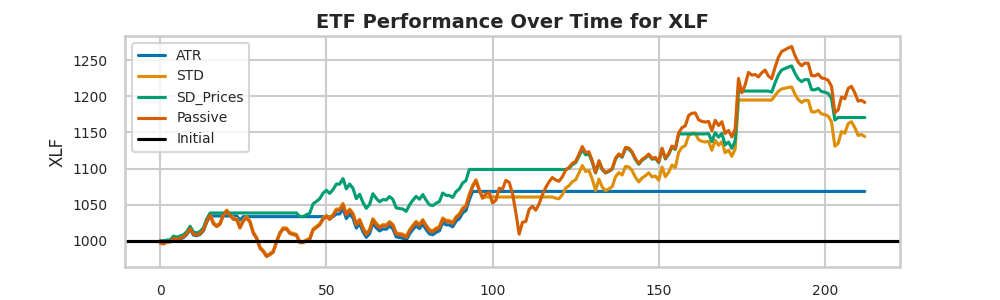 ETF Performance Over Time for XLF
ATR
STD
SD_Prices
Passive
Initial
XLF
1250
1200
1150
1100
1050
1000
0 50 100 150 200